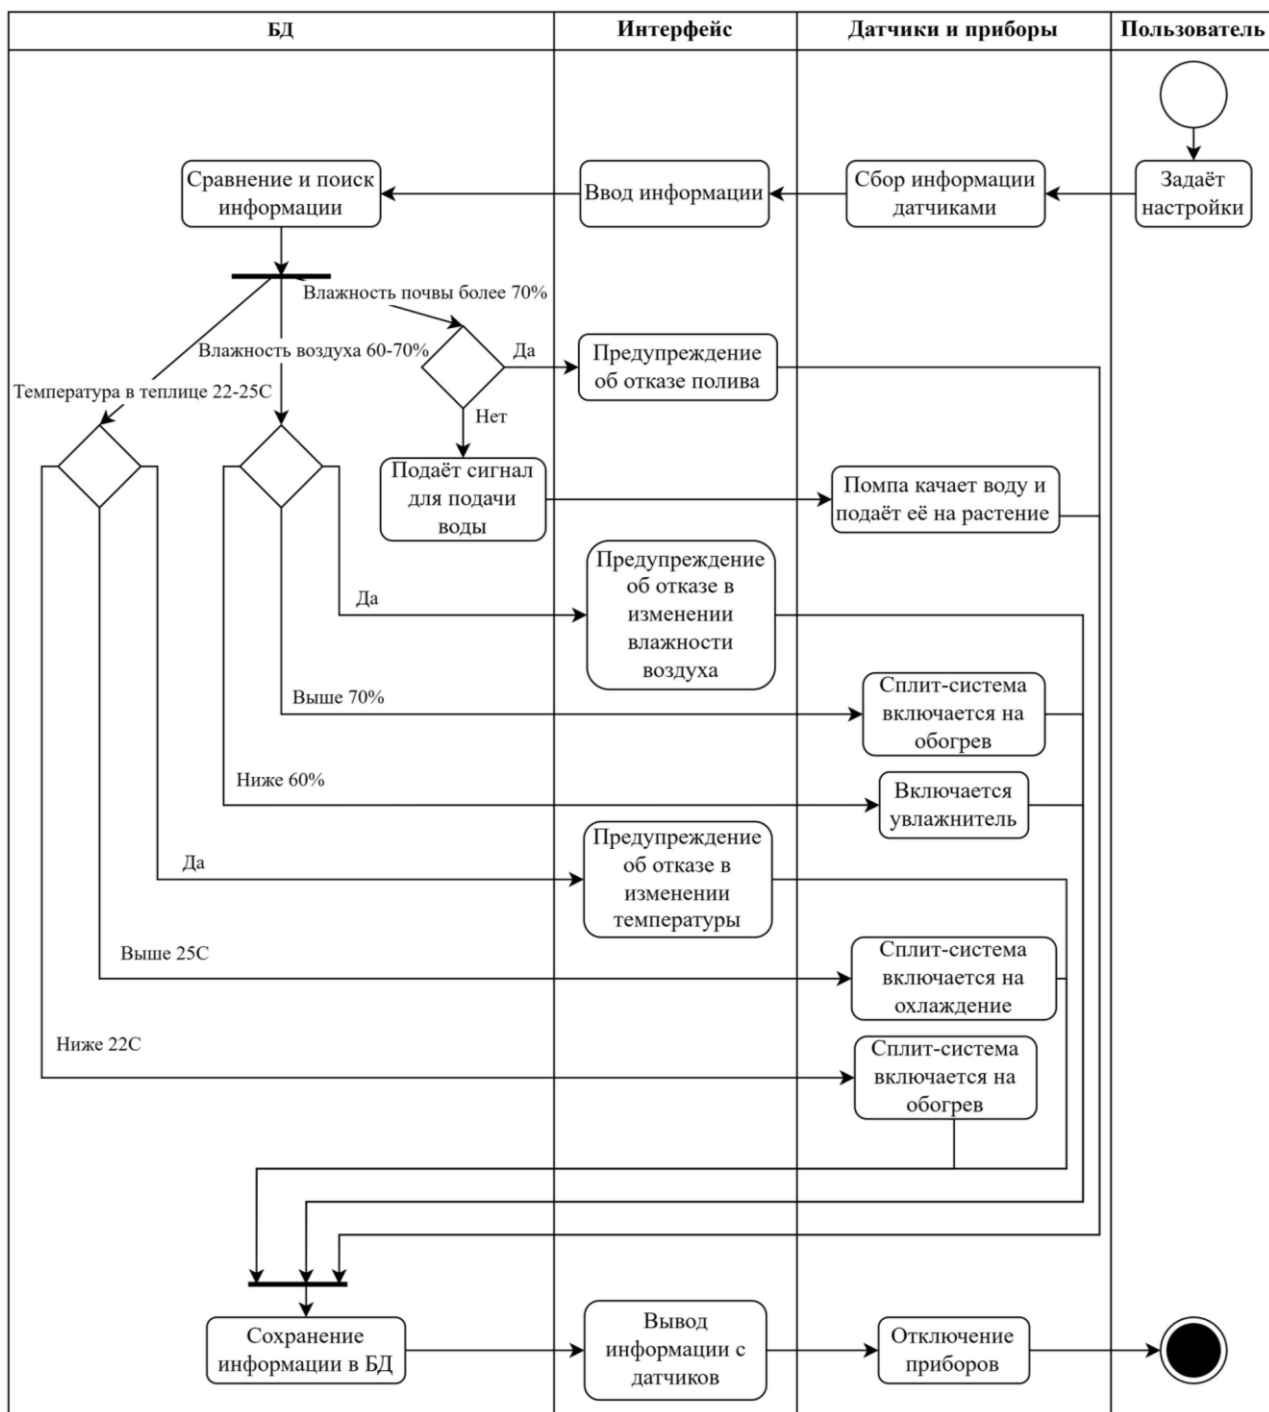 БД
Интерфейс
Датчики и приборы
Пользователь
Сравнение и поиск
информации
Ввод информации
Сбор информации
датчиками
Задаёт
настройки
Влажность почвы более 70%
Влажность воздуха 60-70%
Температура в теплице 22-25С
Да
Предупреждение
об отказе полива
Нет
Подаёт сигнал
для подачи
воды
Помпа качает воду и
подаёт её на растение
Да
Предупреждение
об отказе в
изменении
влажности
воздуха
Выше 70%
Сплит-система
включается на
обогрев
Ниже 60%
Включается
увлажнитель
Да
Предупреждение
об отказе в
изменении
температуры
Выше 25С
Сплит-система
включается на
охлаждение
Ниже 22С
Сплит-система
включается на
обогрев
Сохранение
информации в БД
Вывод
информации с
датчиков
Отключение
приборов